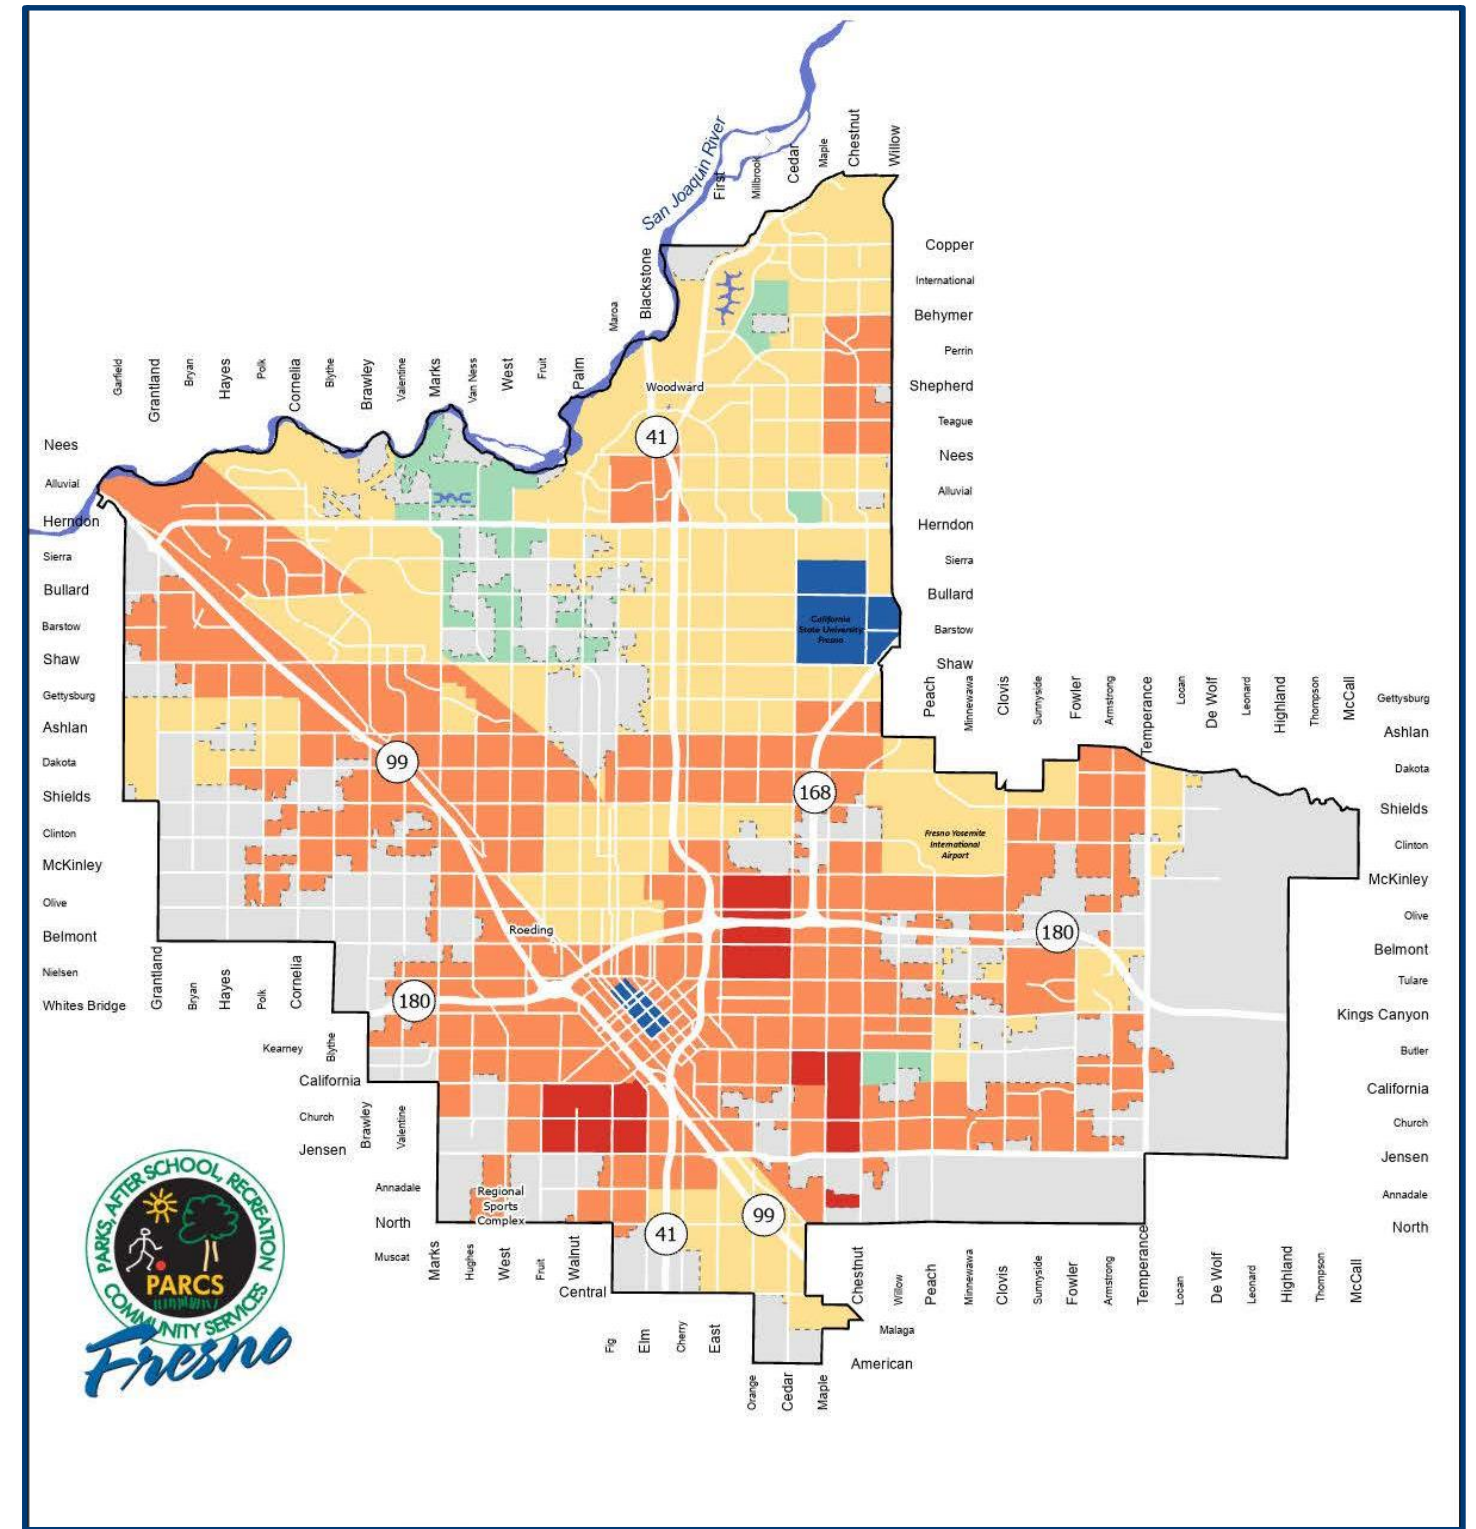 San Joaquin River
First
Millbrook
Cedar
Maple
Chestnut
Willow
Copper
International
Behymer
Perrin
Shepherd
Teague
Nees
Alluvial
Herndon
Sierra
Bullard
Barstow
Shaw
Maroa
Blackstone
Garfield
Grantland
Bryan
Hayes
Polk
Cornelia
Blythe
Brawley
Valentine
Marks
Van Ness
West
Fruit
Palm
Woodward
41
Nees
Alluvial
Herndon
Sierra
Bullard
Barstow
Shaw
Gettysburg
Ashlan
Dakota
Shields
Clinton
McKinley
Olive
Belmont
Nielsen
Whites Bridge
California
State University
Fresno
Peach
Minnewawa
Clovis
Sunnyside
Fowler
Armstrong
Temperance
Locan
De Wolf
Leonard
Highland
Thompson
McCall
Gettysburg
Ashlan
Dakota
Shields
Clinton
McKinley
Olive
Belmont
Tulare
Kings Canyon
Butler
California
Church
Jensen
Annadale
North
99
168
Fresno Yosemite
International
Airport
Roeding
180
180
Grantland
Bryan
Hayes
Polk
Cornelia
Kearney
Blythe
California
Church
Jensen
Brawley
Valentine
Annadale
North
Muscat
Regional
Sports
Complex
41
99
Marks
Hughes
West
Fruit
Walnut
Central
Fig
Elm
Cherry
East
Orange
Cedar
Maple
Malaga
American
Chestnut
Willow
Peach
Minnewawa
Clovis
Sunnyside
Fowler
Armstrong
Temperance
Locan
De Wolf
Leonard
Highland
Thompson
McCall
PARKS, AFTER SCHOOL, RECREATION
PARCS
COMMUNITY SERVICES
Fresno